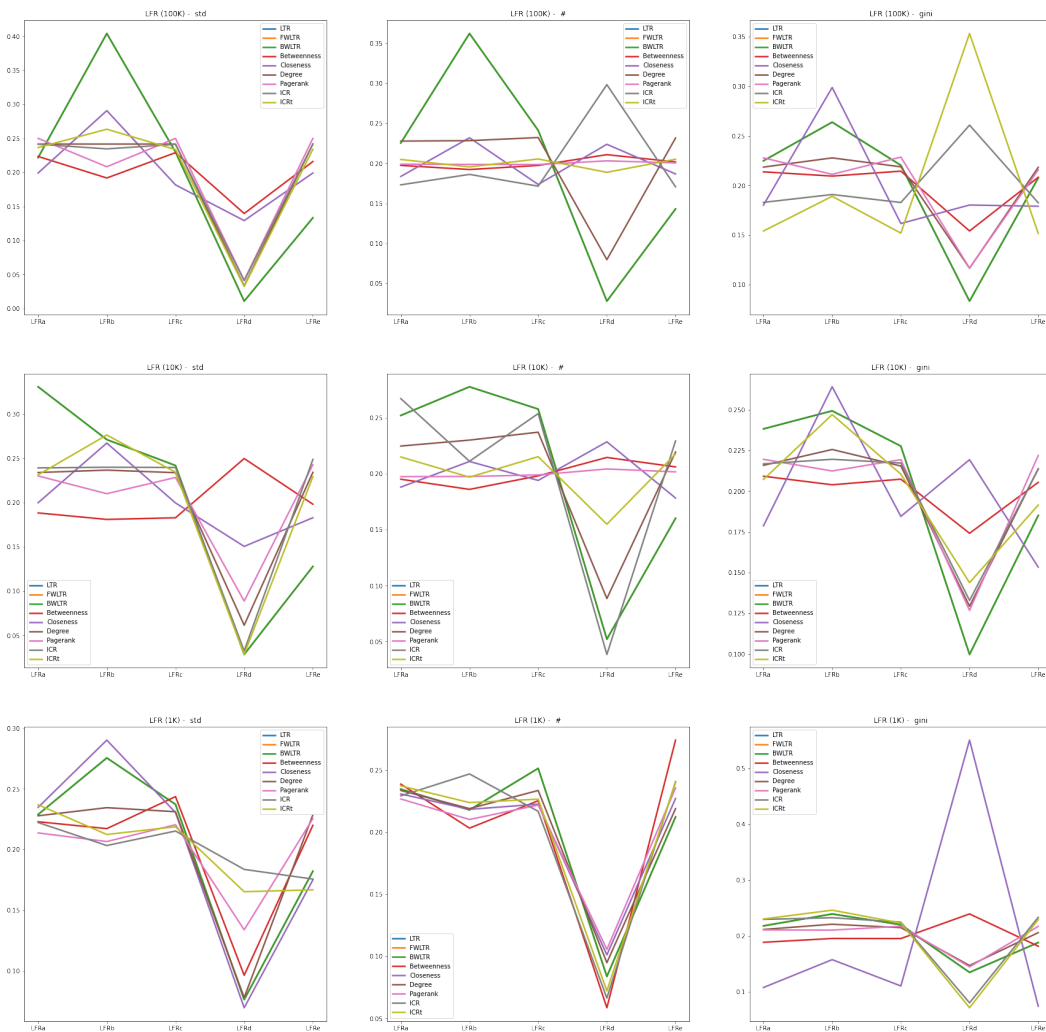 LFR (100K) - std
0.40
0.35
0.30
0.25
0.20
0.15
0.10
0.05
0.00
LFRa LFRb LFRc LFRd LFRe
LTR
FWLTR
BWLTR
Betweenness
Closeness
Degree
Pagerank
ICR
ICRt
LFR (100K) - #
0.35
0.30
0.25
0.20
0.15
0.10
0.05
LFRa LFRb LFRc LFRd LFRe
LTR
FWLTR
BWLTR
Betweenness
Closeness
Degree
Pagerank
ICR
ICRt
LFR (100K) - gini
0.35
0.30
0.25
0.20
0.15
0.10
LFRa LFRb LFRc LFRd LFRe
LTR
FWLTR
BWLTR
Betweenness
Closeness
Degree
Pagerank
ICR
ICRt
LFR (10K) - std
0.30
0.25
0.20
0.15
0.10
0.05
LFRa LFRb LFRc LFRd LFRe
LTR
FWLTR
BWLTR
Betweenness
Closeness
Degree
Pagerank
ICR
ICRt
LFR (10K) - #
0.25
0.20
0.15
0.10
0.05
LFRa LFRb LFRc LFRd LFRe
LTR
FWLTR
BWLTR
Betweenness
Closeness
Degree
Pagerank
ICR
ICRt
LFR (10K) - gini
0.250
0.225
0.200
0.175
0.150
0.125
0.100
LFRa LFRb LFRc LFRd LFRe
LTR
FWLTR
BWLTR
Betweenness
Closeness
Degree
Pagerank
ICR
ICRt
LFR (1K) - std
0.30
0.25
0.20
0.15
0.10
LFRa LFRb LFRc LFRd LFRe
LTR
FWLTR
BWLTR
Betweenness
Closeness
Degree
Pagerank
ICR
ICRt
LFR (1K) - #
0.25
0.20
0.15
0.10
0.05
LFRa LFRb LFRc LFRd LFRe
LTR
FWLTR
BWLTR
Betweenness
Closeness
Degree
Pagerank
ICR
ICRt
LFR (1K) - gini
0.5
0.4
0.3
0.2
0.1
LFRa LFRb LFRc LFRd LFRe
LTR
FWLTR
BWLTR
Betweenness
Closeness
Degree
Pagerank
ICR
ICRt